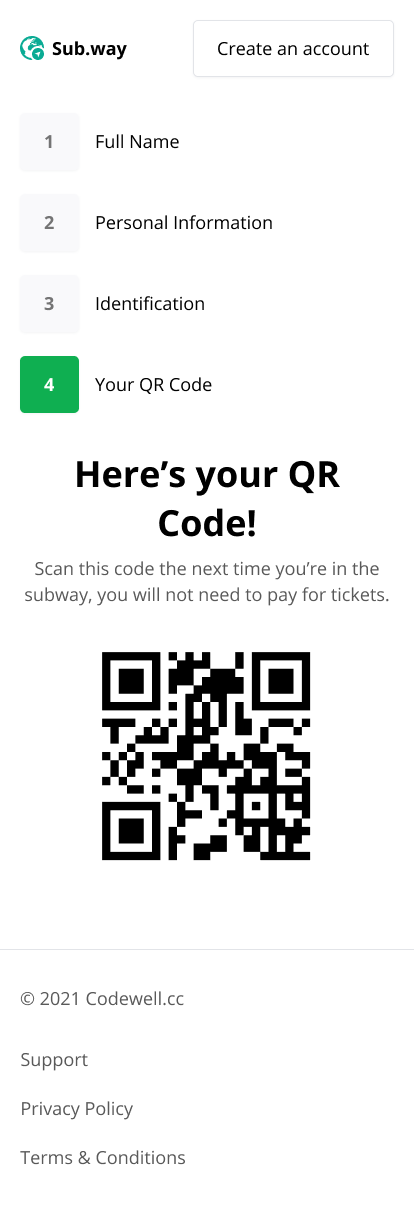 Sub.way
Create an account
1
Full Name
2
Personal Information
3
Identification
4
Your QR Code
Here’s your QR
Code!
Scan this code the next time you’re in the
subway, you will not need to pay for tickets.
© 2021 Codewell.cc
Support
Privacy Policy
Terms & Conditions